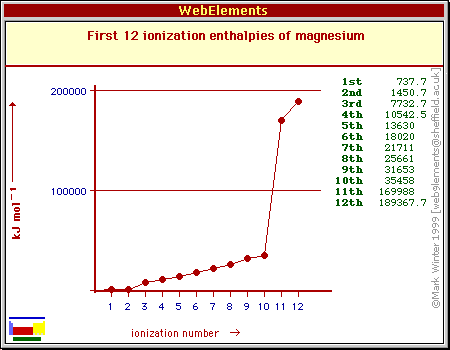 WebElements
First 12 ionization enthalpies of magnesium
1st 737.7
2nd 1450.7
3rd 7732.7
4th 10542.5
5th 13630
6th 18020
7th 21711
8th 25661
9th 31653
10th 35458
11th 169988
12th 189367.7
200000
100000
kJ mol⁻¹
1 2 3 4 5 6 7 8 9 10 11 12
ionization number →
©Mark Winter 1999 [webelements@sheffield.ac.uk]